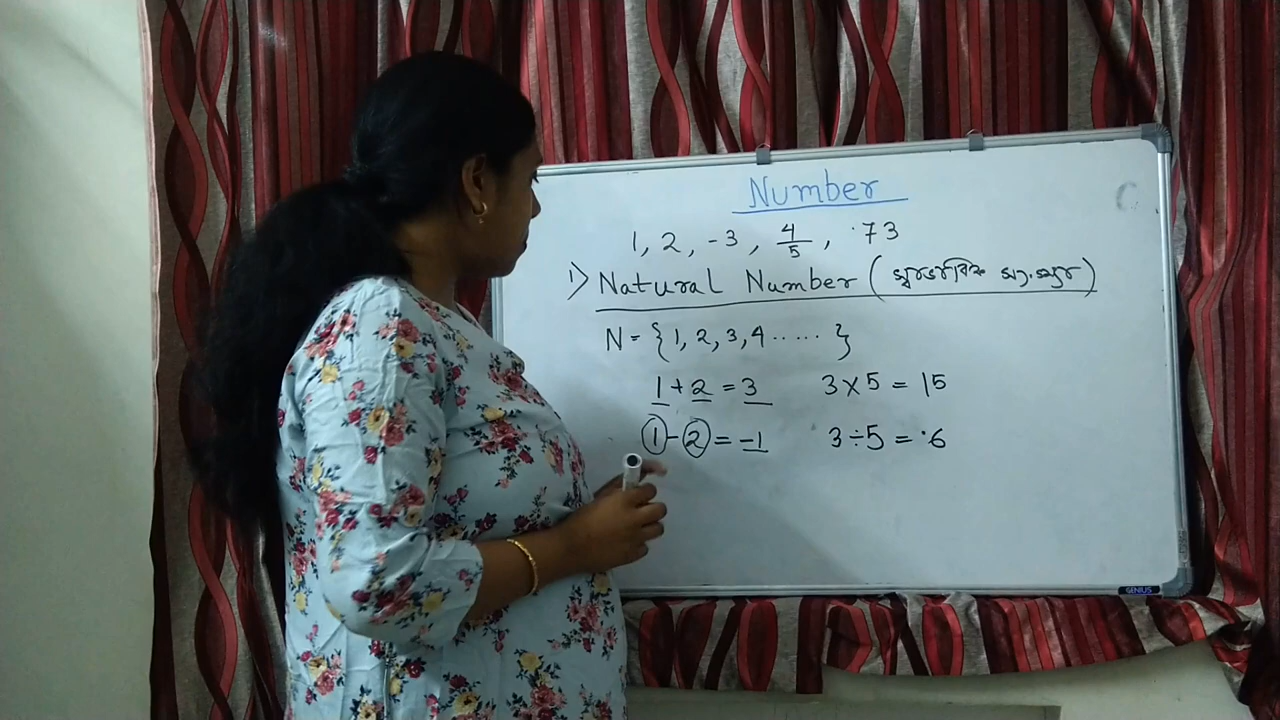 Number
1, 2, -3, 4/5, .73
1) Natural Number (স্বাভাবিক সংখ্যা)
N = {1, 2, 3, 4 ..... }
1 + 2 = 3 3 x 5 = 15
1 - 2 = -1 3 ÷ 5 = .6
GENIUS